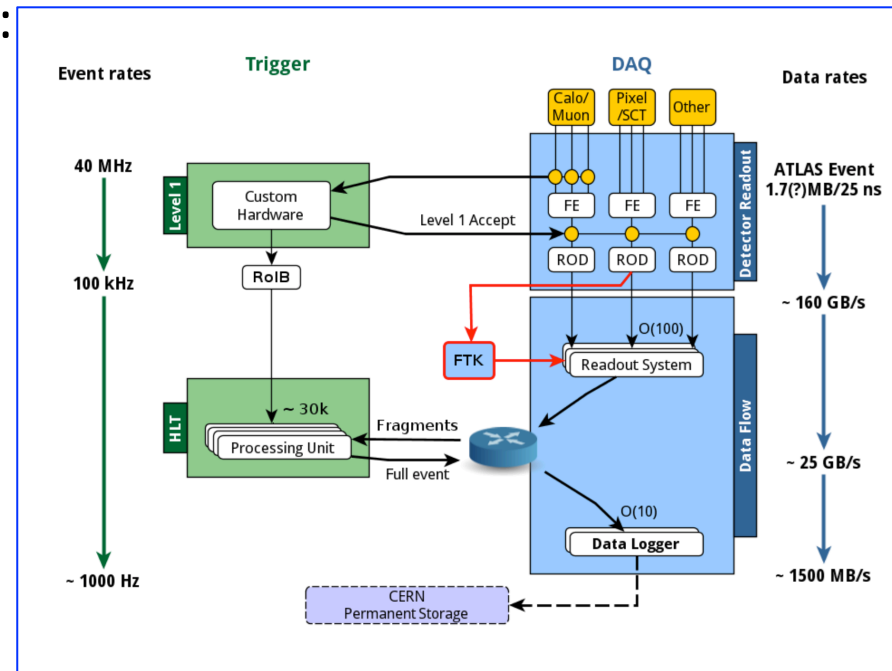 Event rates
Trigger
DAQ
Data rates
Calo/
Muon
Pixel
/SCT
Other
40 MHz
Level 1
Custom
Hardware
Level 1 Accept
FE
FE
FE
ROD
ROD
ROD
Detector Readout
ATLAS Event
1.7(?)MB/25 ns
100 kHz
RoIB
~ 160 GB/s
FTK
O(100)
Readout System
HLT
~ 30k
Processing Unit
Fragments
Full event
Data Flow
~ 25 GB/s
O(10)
Data Logger
~ 1000 Hz
~ 1500 MB/s
CERN
Permanent Storage